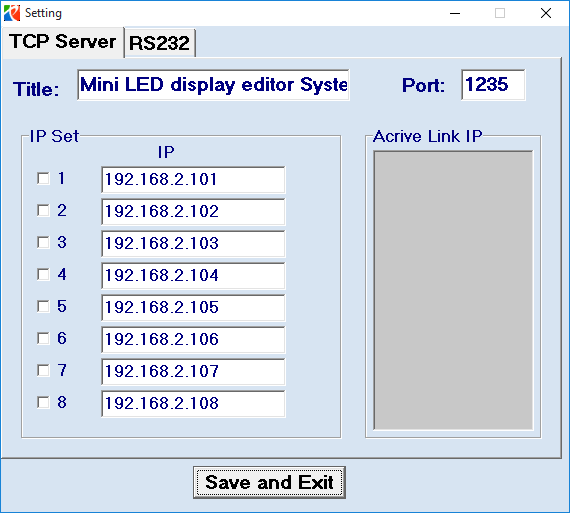 Setting
TCP Server RS232
Title: Mini LED display editor Syste Port: 1235
IP Set Acrive Link IP
IP
1 192.168.2.101
2 192.168.2.102
3 192.168.2.103
4 192.168.2.104
5 192.168.2.105
6 192.168.2.106
7 192.168.2.107
8 192.168.2.108
Save and Exit